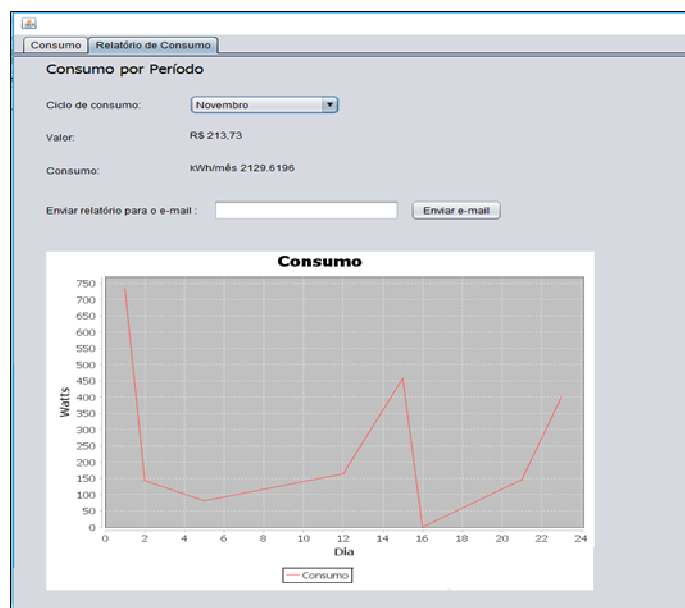 Consumo Relatório de Consumo
Consumo por Período
Ciclo de consumo: Novembro
Valor: R$ 213,73
Consumo: kWh/mês 2129.6196
Enviar relatório para o e-mail : Enviar e-mail
Consumo
750
700
650
600
550
500
450
400
350
300
250
200
150
100
50
0
Watts
0 2 4 6 8 10 12 14 16 18 20 22 24
Dia
Consumo